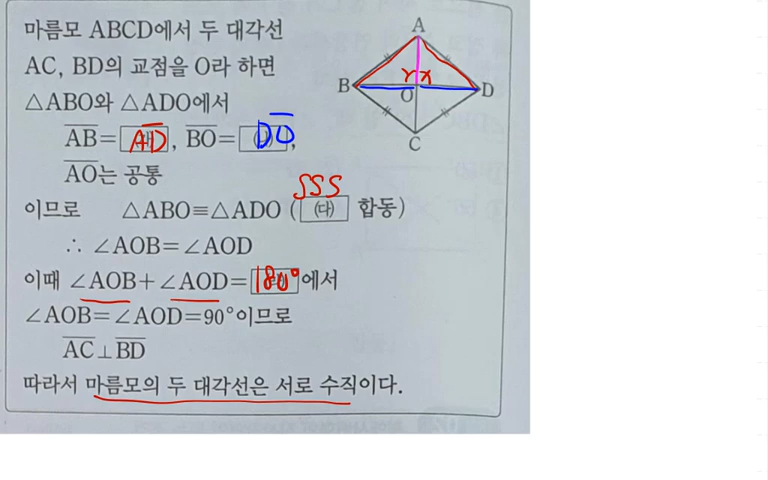 마름모 ABCD에서 두 대각선
AC, BD의 교점을 O라 하면
△ABO와 △ADO에서
AB=AD, BO=DO,
AO는 공통
SSS
이므로 △ABO≡△ADO ((다) 합동)
∴ ∠AOB=∠AOD
이때 ∠AOB+∠AOD=180°에서
∠AOB=∠AOD=90°이므로
AC⊥BD
따라서 마름모의 두 대각선은 서로 수직이다.
A
B
O
D
C